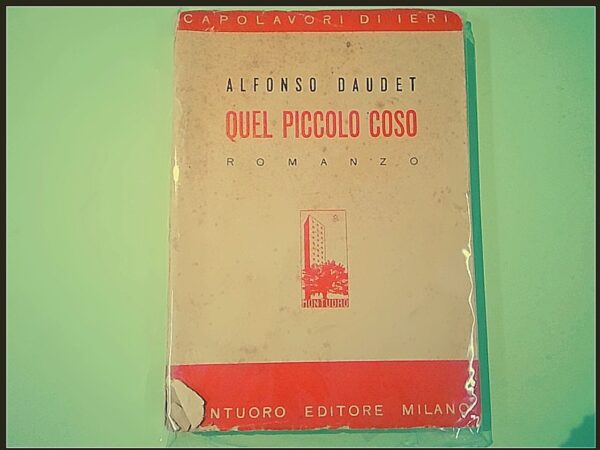 CAPOLAVORI DI IERI
ALFONSO DAUDET
QUEL PICCOLO COSO
ROMANZO
MONTUORO
NTUORO EDITORE MILANO